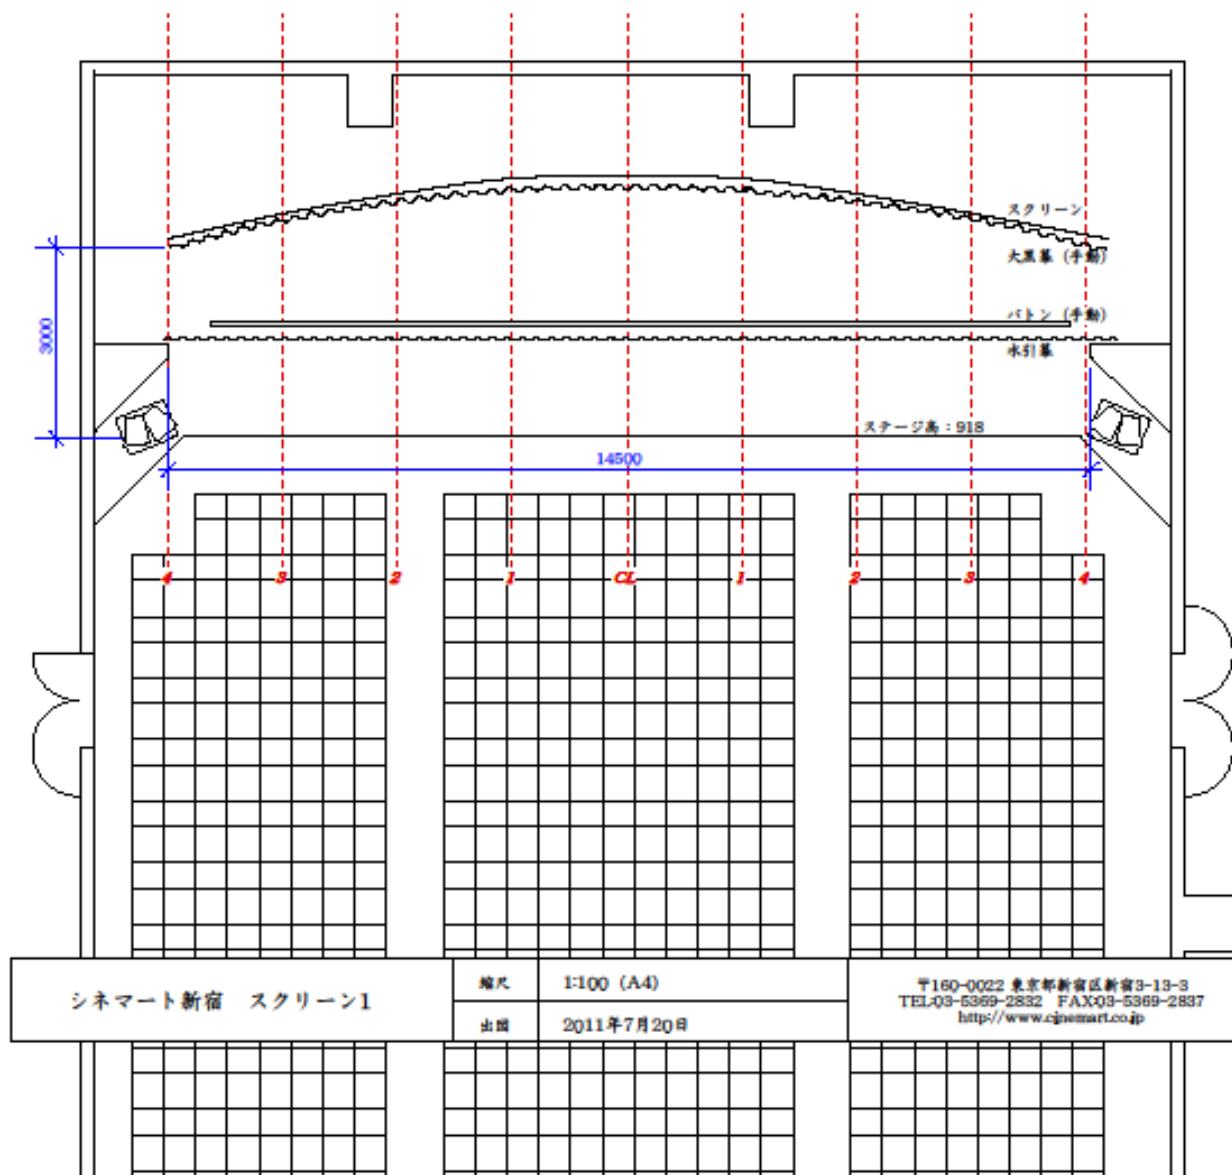 スクリーン
大黒幕 (手動)
バトン (手動)
水引幕
3000
ステージ高：918
14500
4 3 2 1 CL 1 2 3 4
シネマート新宿 スクリーン1
縮尺 1:100 (A4)
出図 2011年7月20日
〒160-0022 東京都新宿区新宿3-13-3
TEL:03-5369-2832 FAX:03-5369-2837
http://www.cinemart.co.jp